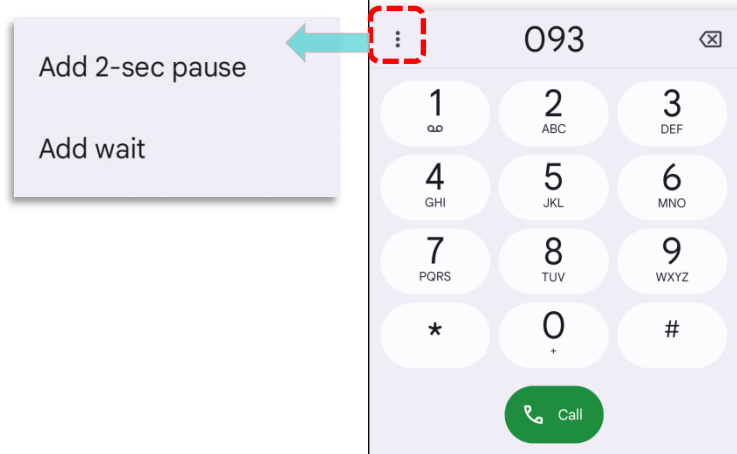 Add 2-sec pause
Add wait
093
1
2
ABC
3
DEF
4
GHI
5
JKL
6
MNO
7
PQRS
8
TUV
9
WXYZ
*
0
+
#
Call